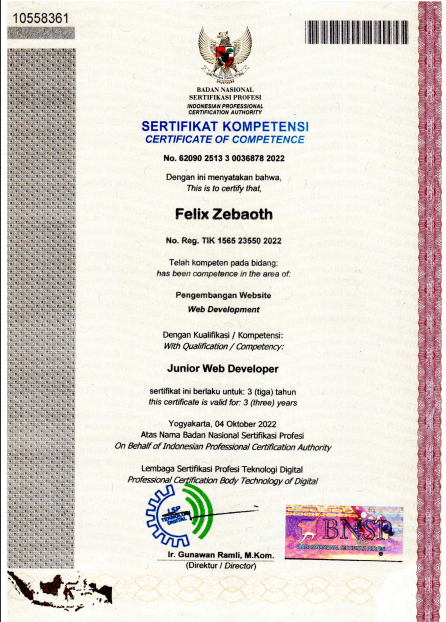 10558361
BADAN NASIONAL
SERTIFIKASI PROFESI
INDONESIAN PROFESSIONAL
CERTIFICATION AUTHORITY
SERTIFIKAT KOMPETENSI
CERTIFICATE OF COMPETENCE
No. 62090 2513 3 0036878 2022
Dengan ini menyatakan bahwa,
This is to certify that,
Felix Zebaoth
No. Reg. TIK 1565 23550 2022
Telah kompeten pada bidang:
has been competence in the area of:
Pengembangan Website
Web Development
Dengan Kualifikasi / Kompetensi:
With Qualification / Competency:
Junior Web Developer
sertifikat ini berlaku untuk: 3 (tiga) tahun
this certificate is valid for: 3 (three) years
Yogyakarta, 04 Oktober 2022
Atas Nama Badan Nasional Sertifikasi Profesi
On Behalf of Indonesian Professional Certification Authority
Lembaga Sertifikasi Profesi Teknologi Digital
Professional Certification Body Technology of Digital
LSP
TEKNOLOGI
DIGITAL
BNSP
Ir. Gunawan Ramli, M.Kom.
(Direktur / Director)